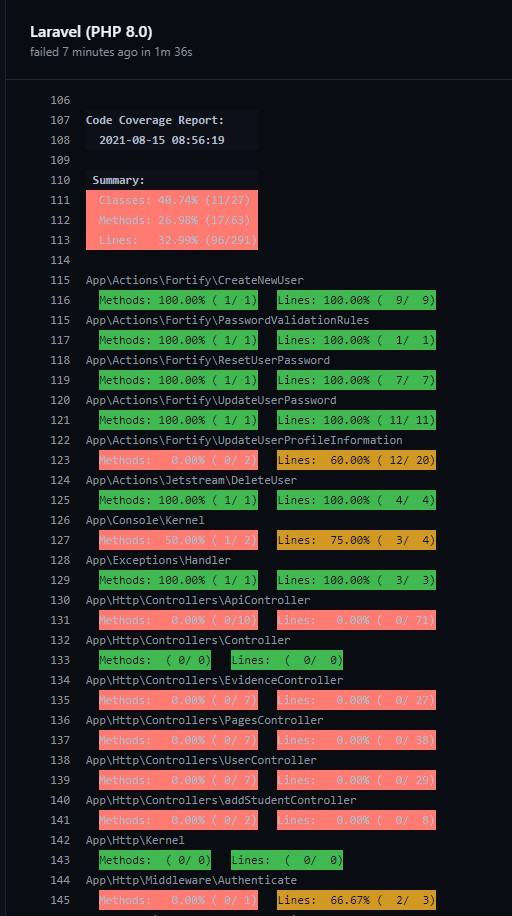 Laravel (PHP 8.0)
failed 7 minutes ago in 1m 36s
106
107 Code Coverage Report:
108 2021-08-15 08:56:19
109
110 Summary:
111 Classes: 40.74% (11/27)
112 Methods: 26.98% (17/63)
113 Lines: 32.99% (96/291)
114
115 App\Actions\Fortify\CreateNewUser
116 Methods: 100.00% ( 1/ 1) Lines: 100.00% ( 9/ 9)
115 App\Actions\Fortify\PasswordValidationRules
117 Methods: 100.00% ( 1/ 1) Lines: 100.00% ( 1/ 1)
118 App\Actions\Fortify\ResetUserPassword
119 Methods: 100.00% ( 1/ 1) Lines: 100.00% ( 7/ 7)
120 App\Actions\Fortify\UpdateUserPassword
121 Methods: 100.00% ( 1/ 1) Lines: 100.00% ( 11/ 11)
122 App\Actions\Fortify\UpdateUserProfileInformation
123 Methods: 0.00% ( 0/ 2) Lines: 60.00% ( 12/ 20)
124 App\Actions\Jetstream\DeleteUser
125 Methods: 100.00% ( 1/ 1) Lines: 100.00% ( 4/ 4)
126 App\Console\Kernel
127 Methods: 50.00% ( 1/ 2) Lines: 75.00% ( 3/ 4)
128 App\Exceptions\Handler
129 Methods: 100.00% ( 1/ 1) Lines: 100.00% ( 3/ 3)
130 App\Http\Controllers\ApiController
131 Methods: 0.00% ( 0/10) Lines: 0.00% ( 0/ 71)
132 App\Http\Controllers\Controller
133 Methods: ( 0/ 0) Lines: ( 0/ 0)
134 App\Http\Controllers\EvidenceController
135 Methods: 0.00% ( 0/ 7) Lines: 0.00% ( 0/ 27)
136 App\Http\Controllers\PagesController
137 Methods: 0.00% ( 0/ 7) Lines: 0.00% ( 0/ 38)
138 App\Http\Controllers\UserController
139 Methods: 0.00% ( 0/ 7) Lines: 0.00% ( 0/ 29)
140 App\Http\Controllers\addStudentController
141 Methods: 0.00% ( 0/ 2) Lines: 0.00% ( 0/ 8)
142 App\Http\Kernel
143 Methods: ( 0/ 0) Lines: ( 0/ 0)
144 App\Http\Middleware\Authenticate
145 Methods: 0.00% ( 0/ 1) Lines: 66.67% ( 2/ 3)